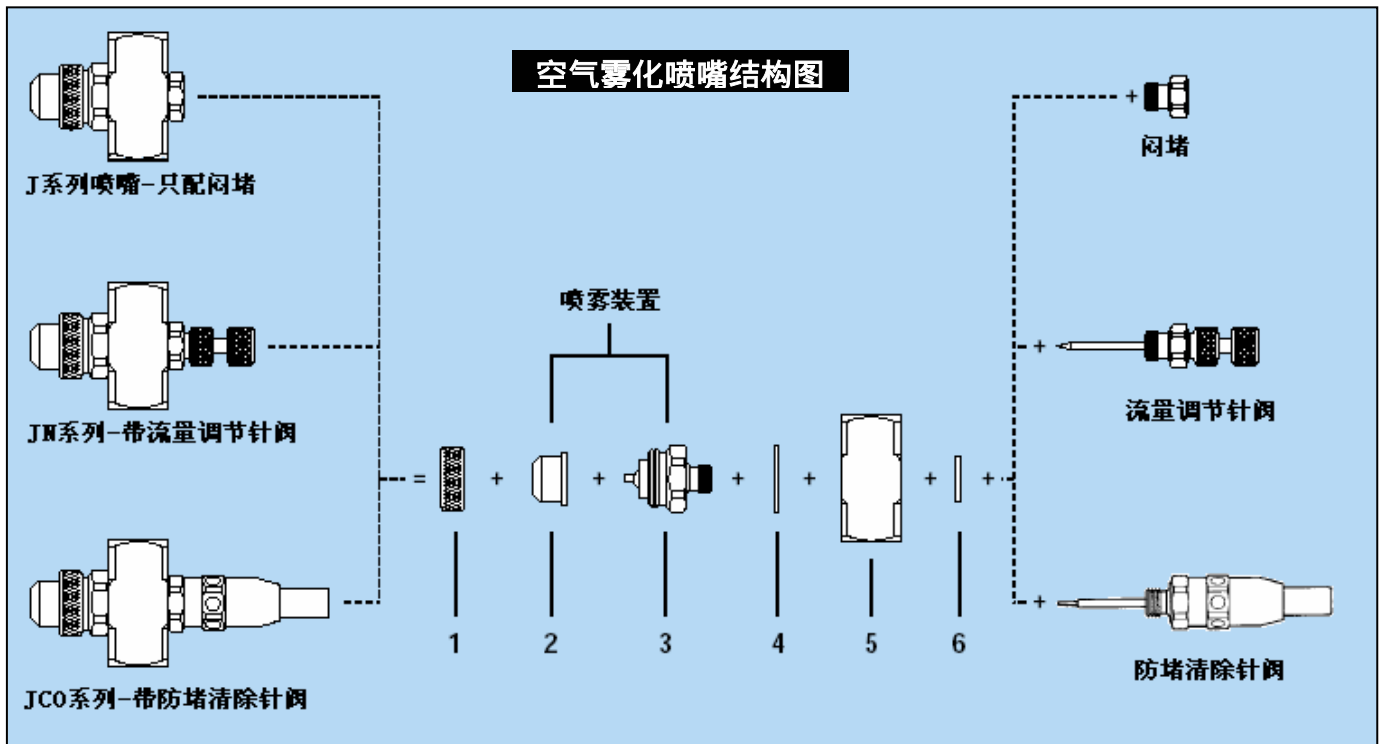 空气雾化喷嘴结构图
J系列喷嘴-只配闷堵
JN系列-带流量调节针阀
JCO系列-带防堵清除针阀
喷雾装置
= + + + + + +
1 2 3 4 5 6
+
闷堵
+
流量调节针阀
+
防堵清除针阀